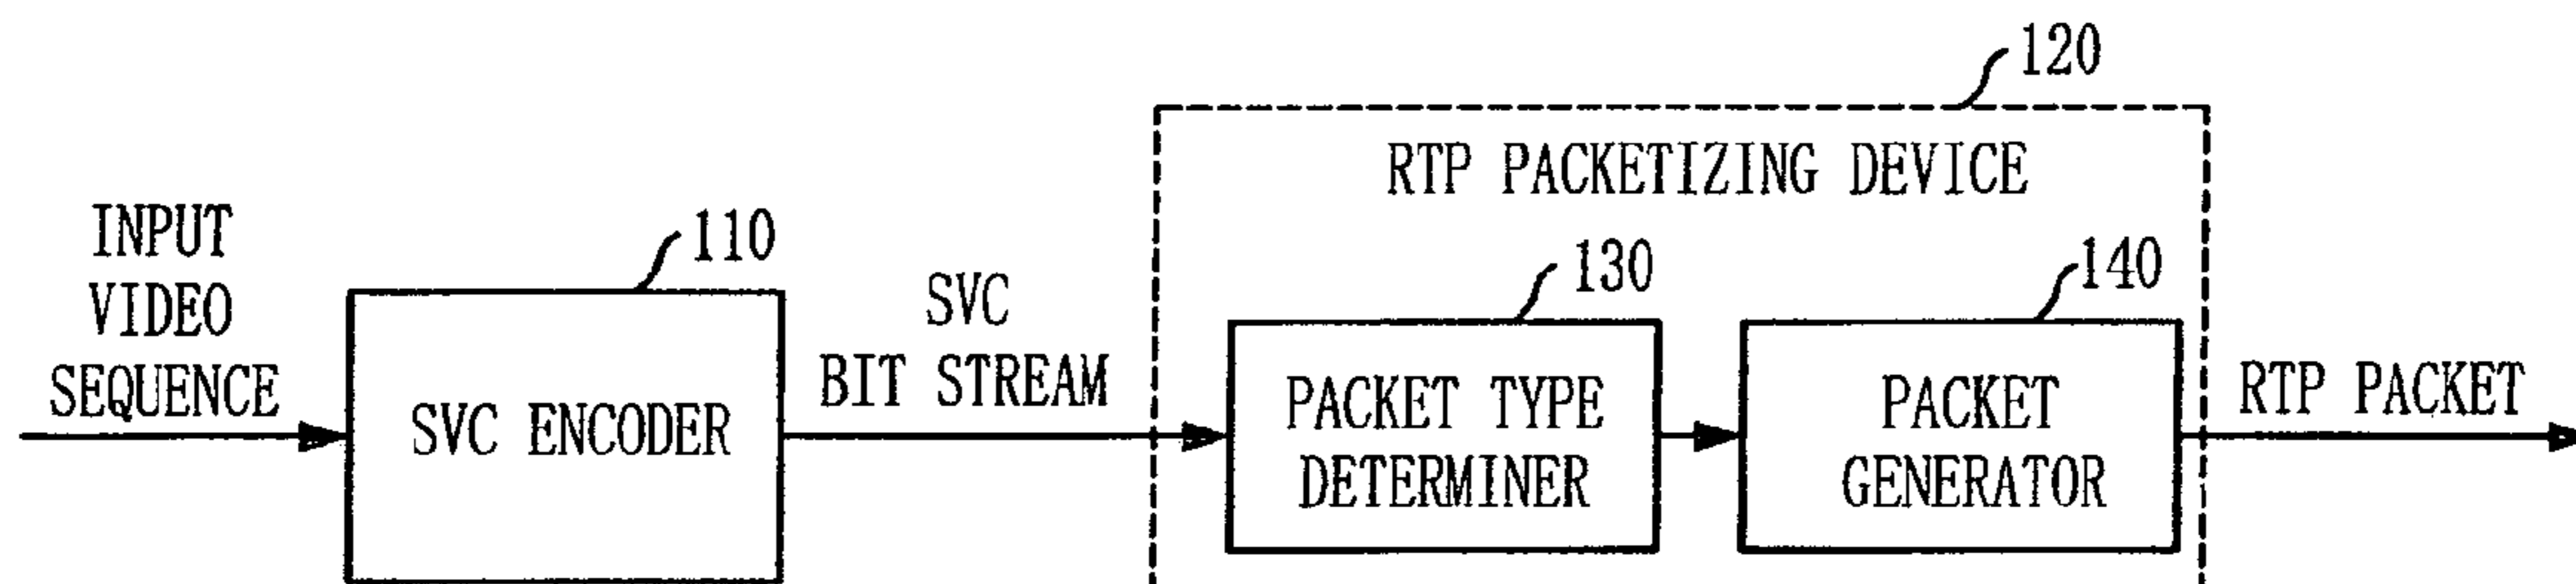 120
RTP PACKETIZING DEVICE
INPUT
VIDEO
SEQUENCE
110
SVC ENCODER
SVC
BIT STREAM
130
PACKET TYPE
DETERMINER
140
PACKET
GENERATOR
RTP PACKET